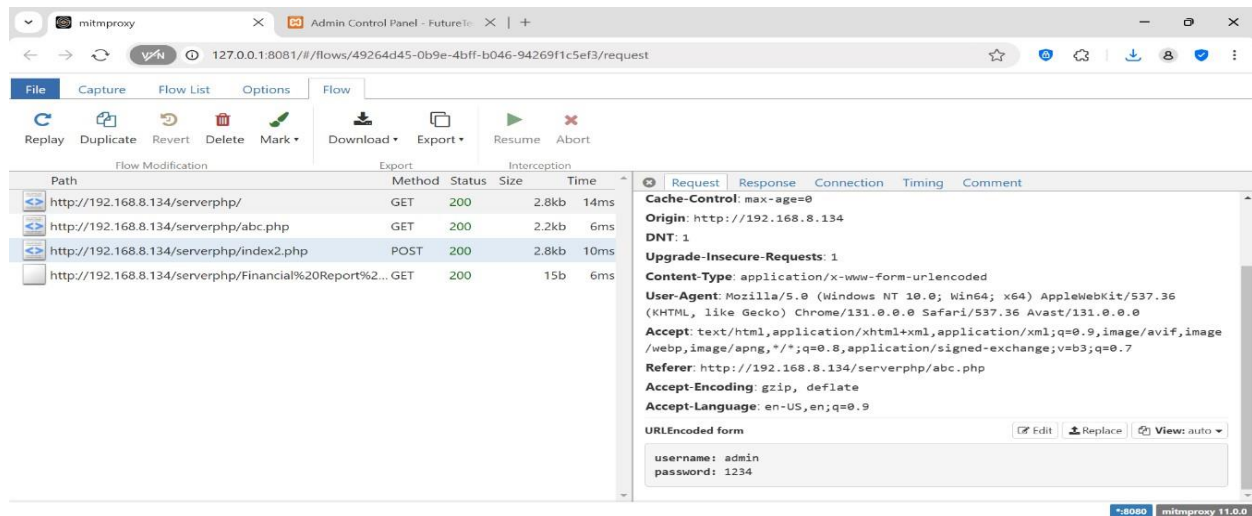 mitmproxy
Admin Control Panel - FutureTe
VPN 127.0.0.1:8081/#/flows/49264d45-0b9e-4bff-b046-94269f1c5ef3/request
File Capture Flow List Options Flow
Replay Duplicate Revert Delete Mark Download Export Resume Abort
Flow Modification Export Interception
Path Method Status Size Time
http://192.168.8.134/serverphp/ GET 200 2.8kb 14ms
http://192.168.8.134/serverphp/abc.php GET 200 2.2kb 6ms
http://192.168.8.134/serverphp/index2.php POST 200 2.8kb 10ms
http://192.168.8.134/serverphp/Financial%20Report%2... GET 200 15b 6ms
Request Response Connection Timing Comment
Cache-Control: max-age=0
Origin: http://192.168.8.134
DNT: 1
Upgrade-Insecure-Requests: 1
Content-Type: application/x-www-form-urlencoded
User-Agent: Mozilla/5.0 (Windows NT 10.0; Win64; x64) AppleWebKit/537.36
(KHTML, like Gecko) Chrome/131.0.0.0 Safari/537.36 Avast/131.0.0.0
Accept: text/html,application/xhtml+xml,application/xml;q=0.9,image/avif,image
/webp,image/apng,*/*;q=0.8,application/signed-exchange;v=b3;q=0.7
Referer: http://192.168.8.134/serverphp/abc.php
Accept-Encoding: gzip, deflate
Accept-Language: en-US,en;q=0.9
URLEncoded form Edit Replace View: auto
username: admin
password: 1234
*:8080 mitmproxy 11.0.0